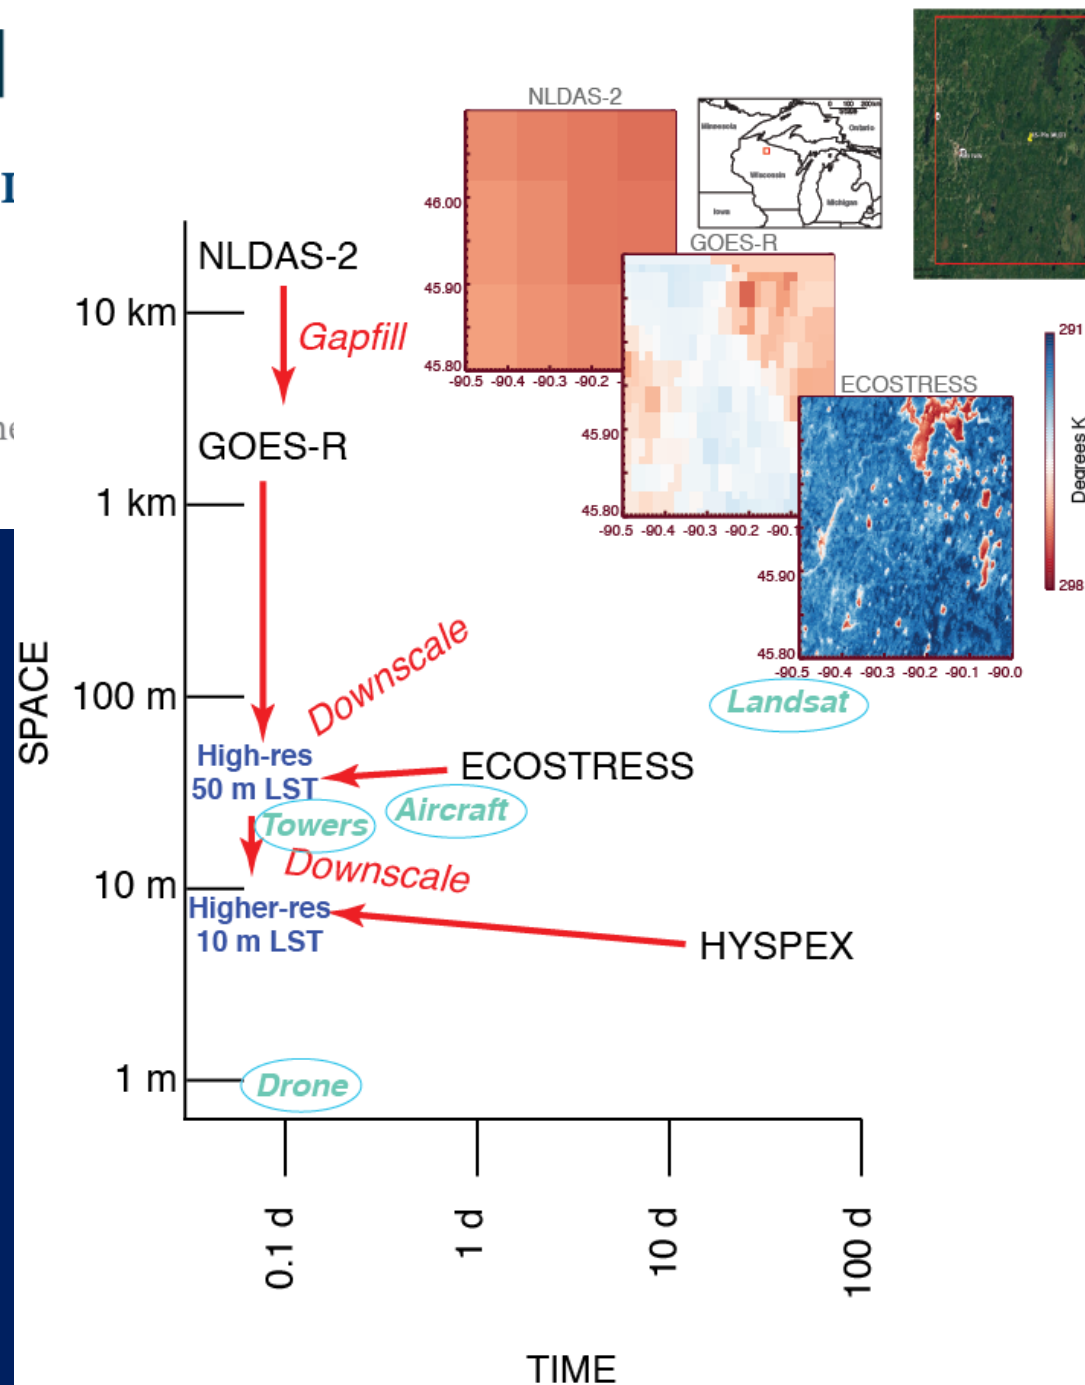 NLDAS-2
0 100 200km
Minnesota
Ontario
Wisconsin
Michigan
Iowa
46.00
45.90
45.80
-90.5 -90.4 -90.3 -90.2
GOES-R
45.90
45.80
-90.5 -90.4 -90.3 -90.2 -90.1
ECOSTRESS
45.90
45.80
-90.5 -90.4 -90.3 -90.2 -90.1 -90.0
291
Degrees K
298
NLDAS-2
10 km
Gapfill
GOES-R
1 km
SPACE
Downscale
100 m
Landsat
High-res
50 m LST
ECOSTRESS
Towers
Aircraft
Downscale
10 m
Higher-res
10 m LST
HYSPEX
1 m
Drone
0.1 d
1 d
10 d
100 d
TIME